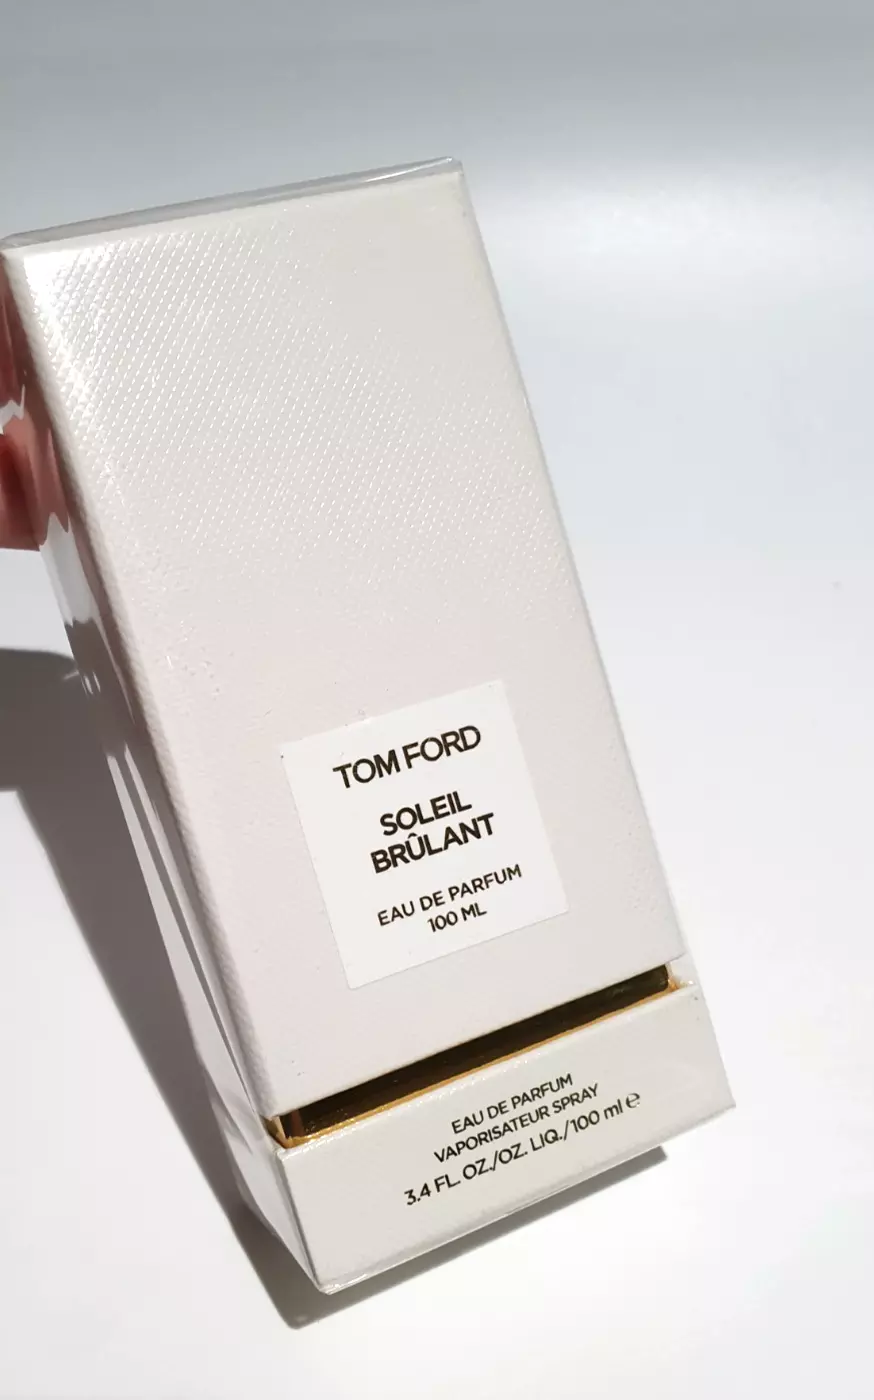 TOM FORD
SOLEIL
BRÛLANT
EAU DE PARFUM
100 ML
EAU DE PARFUM
VAPORISATEUR SPRAY
3.4 FL. OZ./OZ. LIQ./100 ml ℮